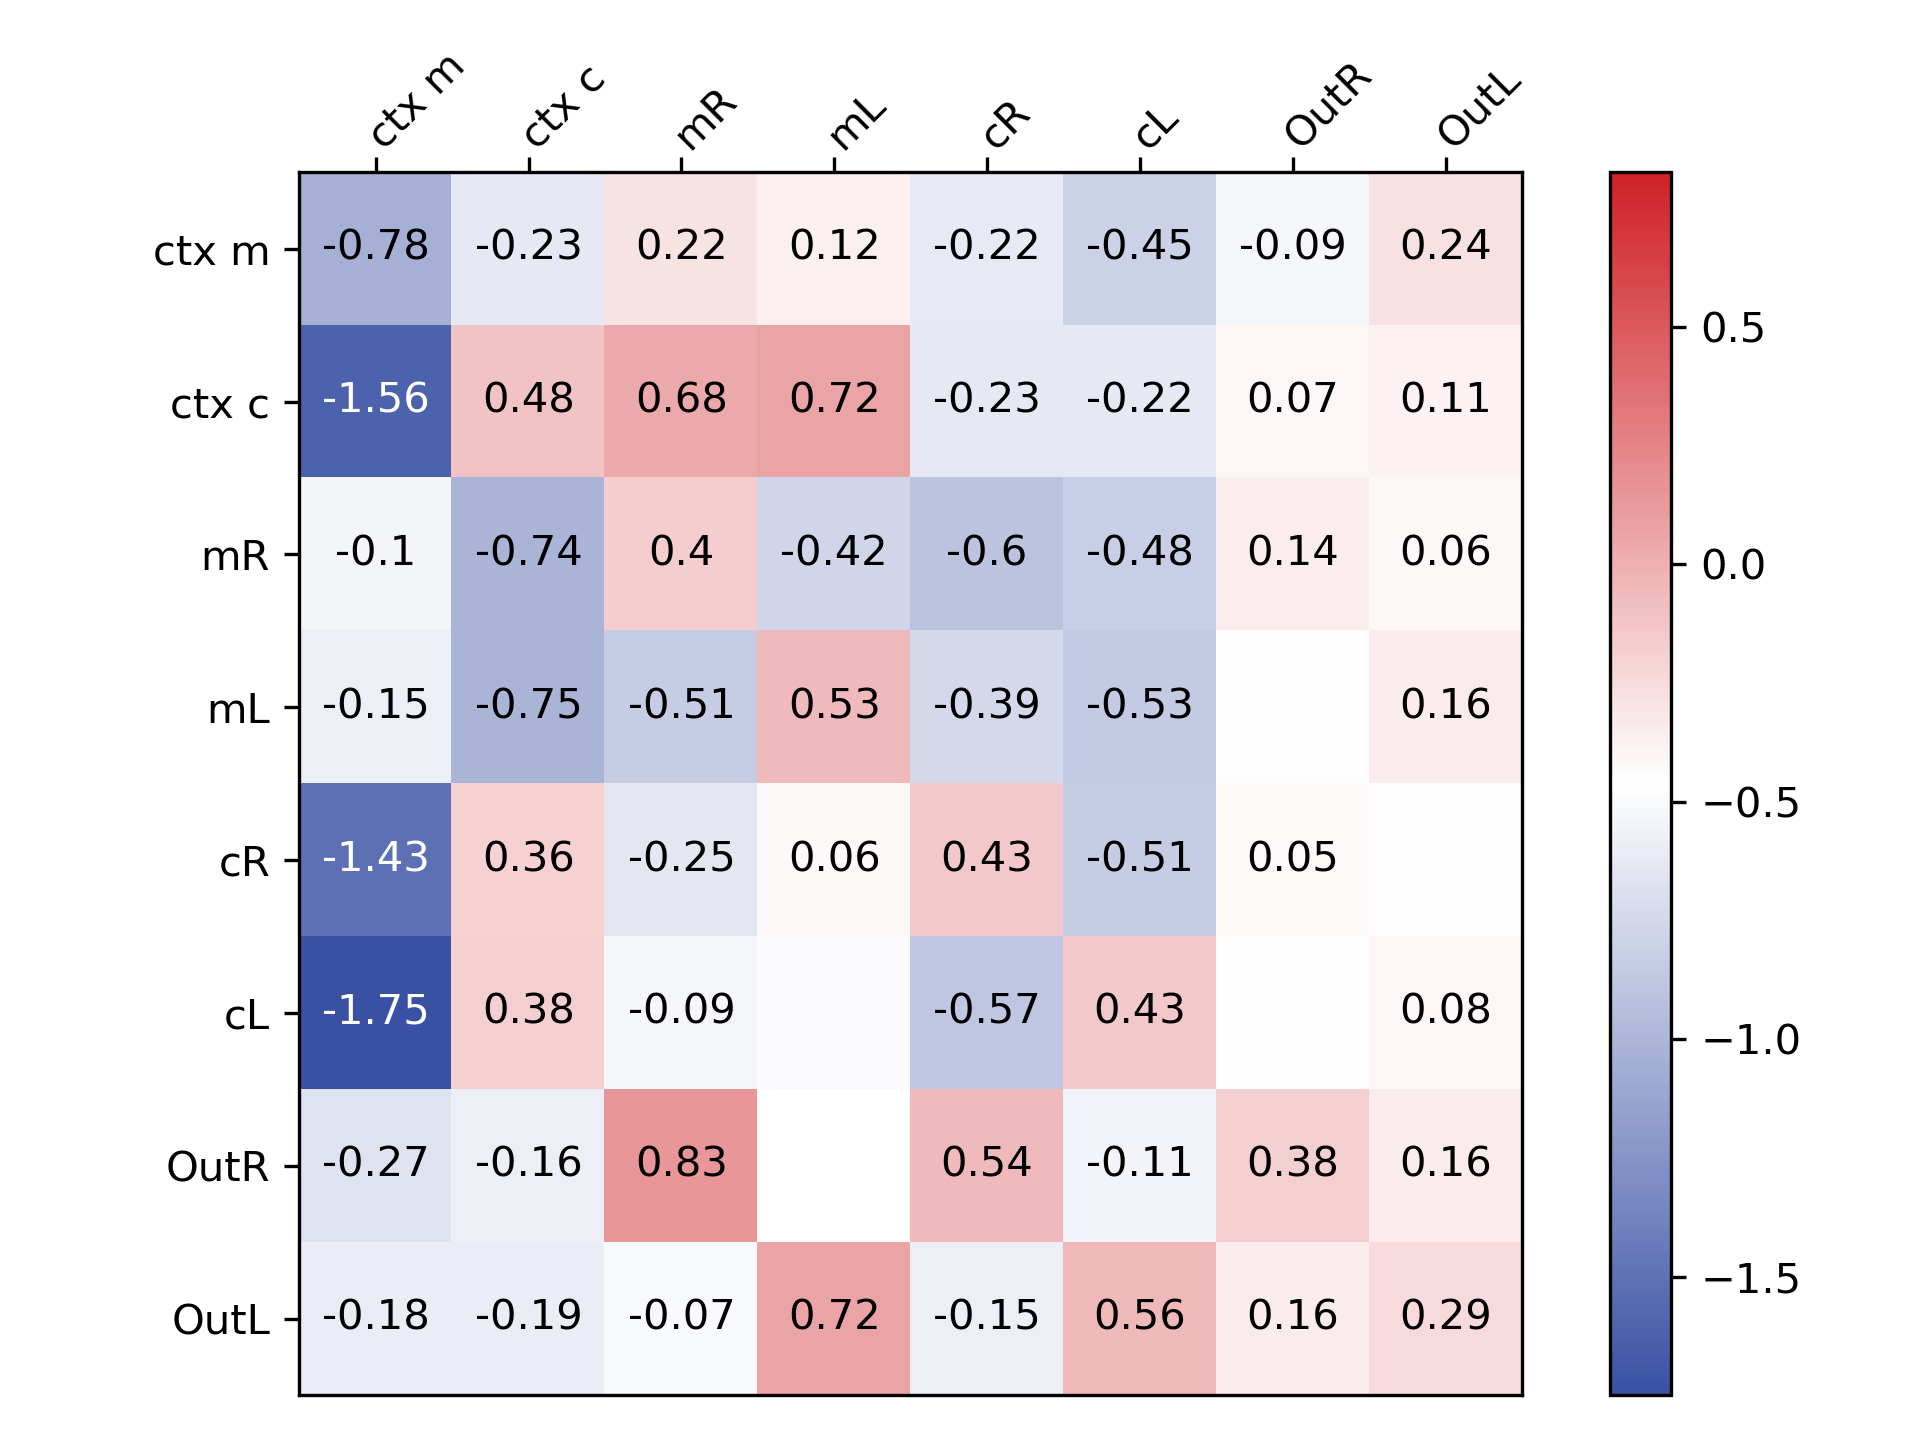 ctx m ctx c mR mL cR cL OutR OutL
ctx m -0.78 -0.23 0.22 0.12 -0.22 -0.45 -0.09 0.24
0.5
ctx c -1.56 0.48 0.68 0.72 -0.23 -0.22 0.07 0.11
mR -0.1 -0.74 0.4 -0.42 -0.6 -0.48 0.14 0.06
0.0
mL -0.15 -0.75 -0.51 0.53 -0.39 -0.53 0.16
−0.5
cR -1.43 0.36 -0.25 0.06 0.43 -0.51 0.05
cL -1.75 0.38 -0.09 -0.57 0.43 0.08
−1.0
OutR -0.27 -0.16 0.83 0.54 -0.11 0.38 0.16
−1.5
OutL -0.18 -0.19 -0.07 0.72 -0.15 0.56 0.16 0.29